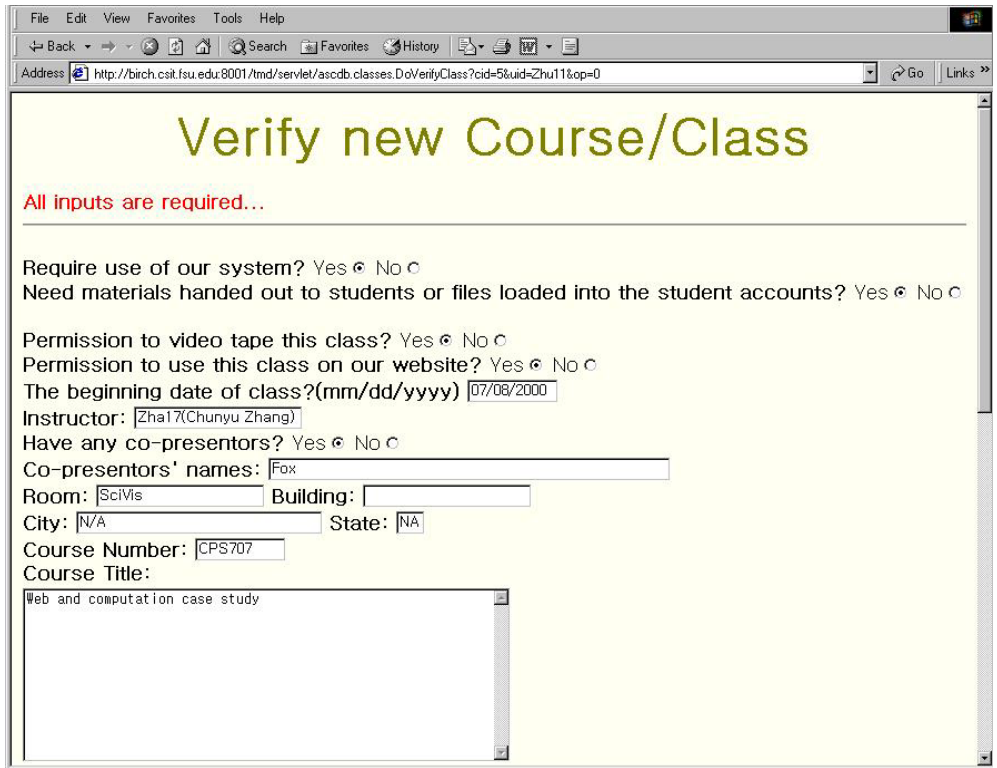 File Edit View Favorites Tools Help
Back Search Favorites History
Address http://birch.csit.fsu.edu:8001/tmd/servlet/ascdb.classes.DoVerifyClass?cid=5&uid=Zhu11&op=0 Go Links »
Verify new Course/Class
All inputs are required...
Require use of our system? Yes No
Need materials handed out to students or files loaded into the student accounts? Yes No
Permission to video tape this class? Yes No
Permission to use this class on our website? Yes No
The beginning date of class?(mm/dd/yyyy) 07/08/2000
Instructor: Zha17(Chunyu Zhang)
Have any co-presentors? Yes No
Co-presentors' names: Fox
Room: SciVis Building:
City: N/A State: NA
Course Number: CPS707
Course Title:
Web and computation case study